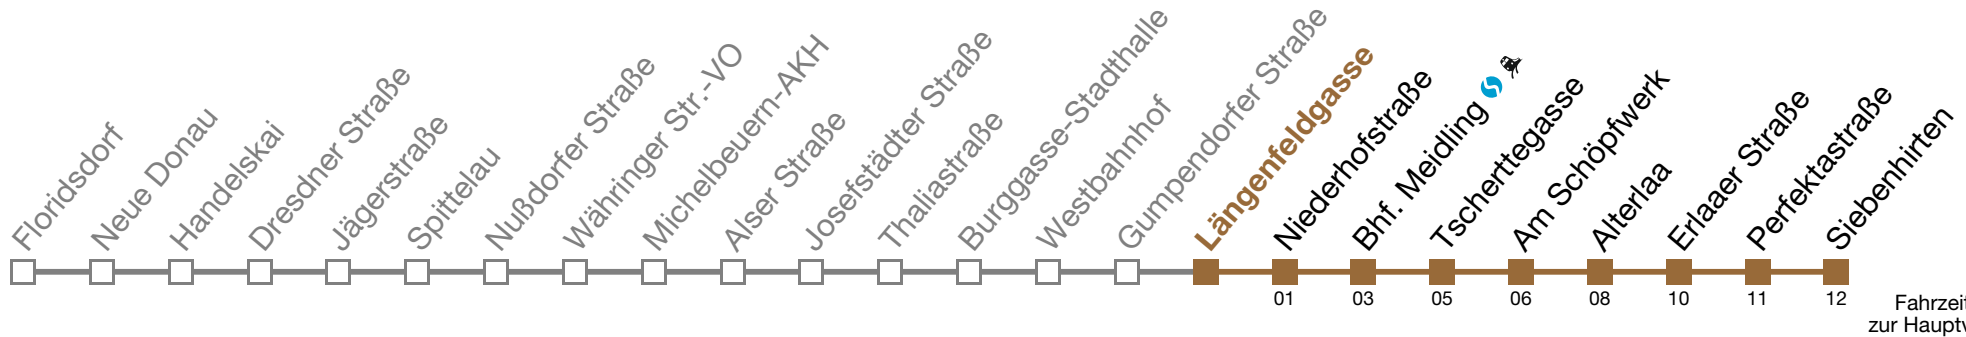 Floridsdorf
Neue Donau
Handelskai
Dresdner Straße
Jägerstraße
Spittelau
Nußdorfer Straße
Währinger Str.-VO
Michelbeuern-AKH
Alser Straße
Josefstädter Straße
Thaliastraße
Burggasse-Stadthalle
Westbahnhof
Gumpendorfer Straße
Längenfeldgasse
Niederhofstraße
Bhf. Meidling
Tscherttegasse
Am Schöpfwerk
Alterlaa
Erlaaer Straße
Perfektastraße
Siebenhirten
01 03 05 06 08 10 11 12
Fahrzeit
zur Hauptv